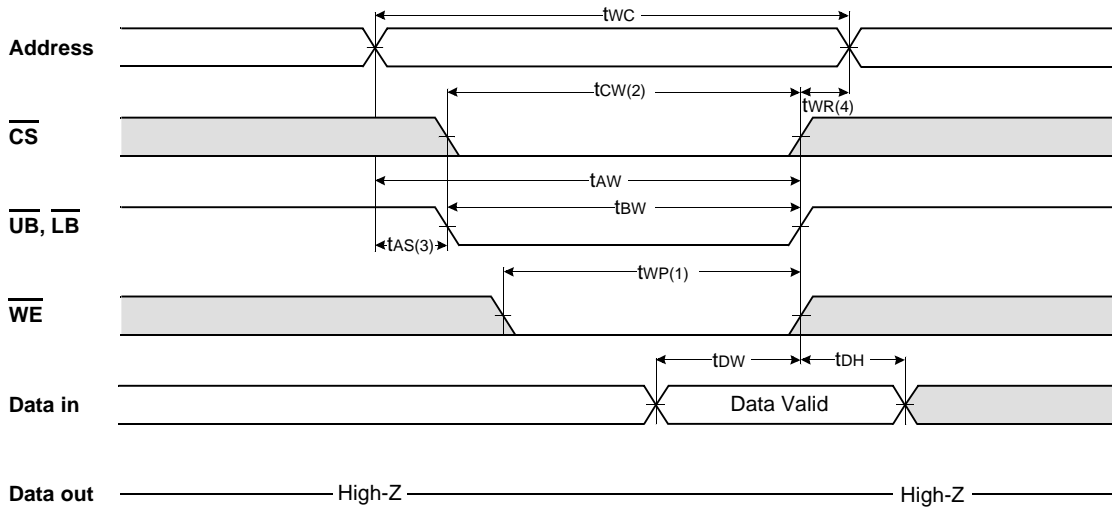 tWC
Address
tCW(2)
tWR(4)
CS
tAW
UB, LB
tBW
tAS(3)
tWP(1)
WE
tDW
tDH
Data in
Data Valid
Data out
High-Z
High-Z